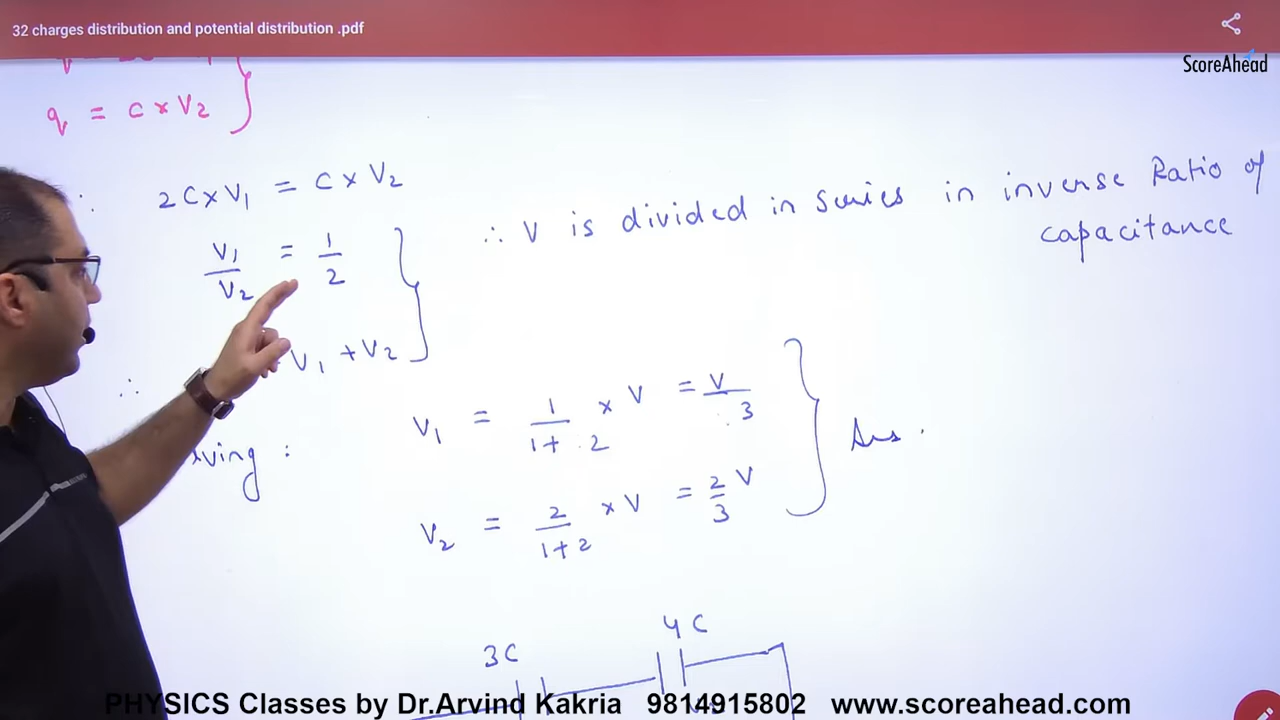 32 charges distribution and potential distribution .pdf
ScoreAhead
q = C × V2
∴ 2C × V1 = C × V2
V1/V2 = 1/2
∴ V is divided in series in inverse Ratio of
capacitance
∴ V1 + V2
V1 = 1/1+2 × V = V/3
ving :
Ans.
V2 = 2/1+2 × V = 2/3 V
4C
3C
PHYSICS Classes by Dr.Arvind Kakria 9814915802 www.scoreahead.com